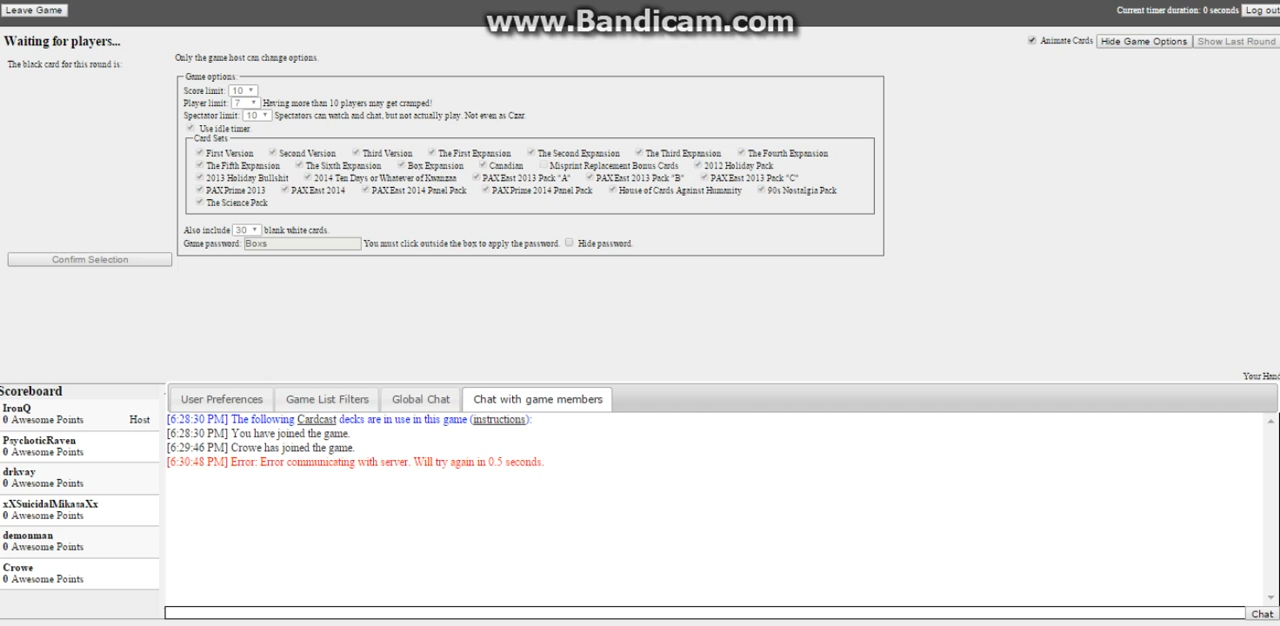 Leave Game
www.Bandicam.com
Current timer duration: 0 seconds Log out
Waiting for players...
Animate Cards Hide Game Options Show Last Round
The black card for this round is:
Only the game host can change options.
Game options:
Score limit: 10
Player limit: 7 Having more than 10 players may get cramped!
Spectator limit: 10 Spectators can watch and chat, but not actually play. Not even as Czar.
Use idle timer.
Card Sets
First Version Second Version Third Version The First Expansion The Second Expansion The Third Expansion The Fourth Expansion
The Fifth Expansion The Sixth Expansion Box Expansion Canadian Misprint Replacement Bonus Cards 2012 Holiday Pack
2013 Holiday Bullshit 2014 Ten Days or Whatever of Kwanzaa PAX East 2013 Pack "A" PAX East 2013 Pack "B" PAX East 2013 Pack "C"
PAX Prime 2013 PAX East 2014 PAX East 2014 Panel Pack PAX Prime 2014 Panel Pack House of Cards Against Humanity 90s Nostalgia Pack
The Science Pack
Also include 30 blank white cards.
Game password: Boxs You must click outside the box to apply the password. Hide password.
Confirm Selection
Your Hand
Scoreboard
IronQ
0 Awesome Points Host
PsychoticRaven
0 Awesome Points
drkvay
0 Awesome Points
xXSuicidalMikasaXx
0 Awesome Points
demonman
0 Awesome Points
Crowe
0 Awesome Points
User Preferences Game List Filters Global Chat Chat with game members
[6:28:30 PM] The following Cardcast decks are in use in this game (instructions):
[6:28:30 PM] You have joined the game.
[6:29:46 PM] Crowe has joined the game.
[6:30:48 PM] Error: Error communicating with server. Will try again in 0.5 seconds.
Chat